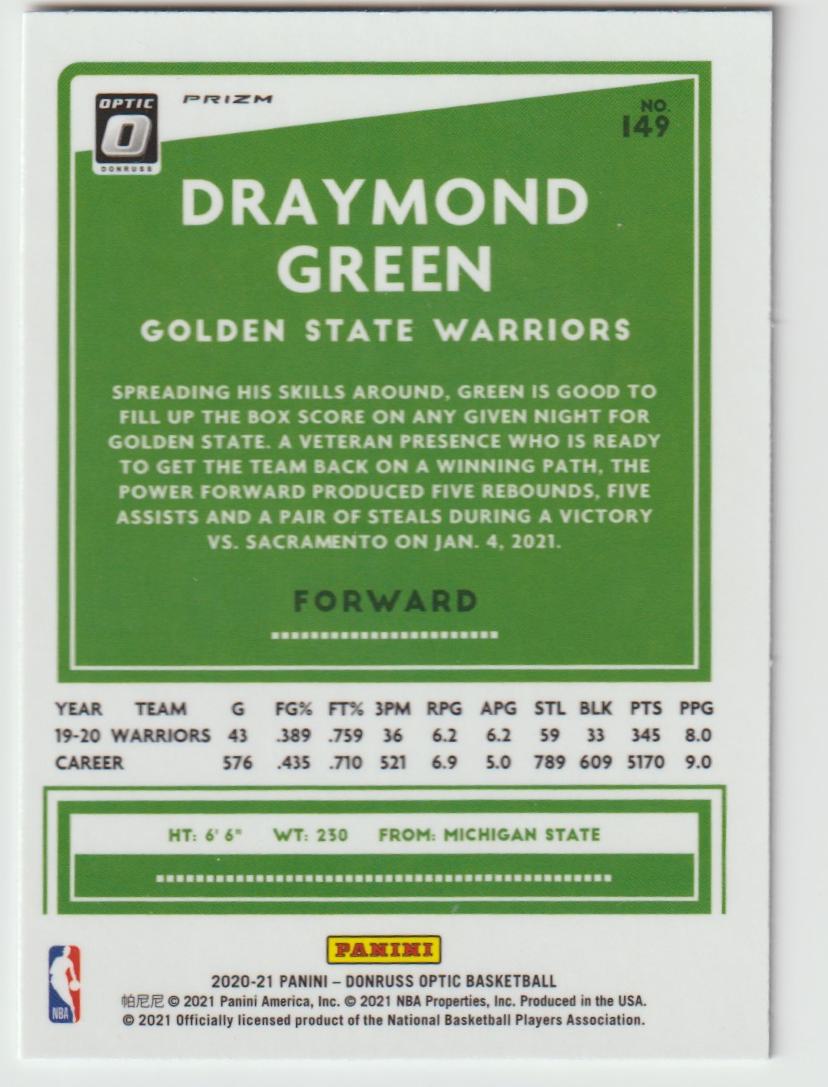 OPTIC
DONRUSS
PRIZM
NO.
149
DRAYMOND
GREEN
GOLDEN STATE WARRIORS
SPREADING HIS SKILLS AROUND, GREEN IS GOOD TO
FILL UP THE BOX SCORE ON ANY GIVEN NIGHT FOR
GOLDEN STATE. A VETERAN PRESENCE WHO IS READY
TO GET THE TEAM BACK ON A WINNING PATH, THE
POWER FORWARD PRODUCED FIVE REBOUNDS, FIVE
ASSISTS AND A PAIR OF STEALS DURING A VICTORY
VS. SACRAMENTO ON JAN. 4, 2021.
FORWARD
YEAR TEAM G FG% FT% 3PM RPG APG STL BLK PTS PPG
19-20 WARRIORS 43 .389 .759 36 6.2 6.2 59 33 345 8.0
CAREER 576 .435 .710 521 6.9 5.0 789 609 5170 9.0
HT: 6' 6" WT: 230 FROM: MICHIGAN STATE
PANINI
NBA
2020-21 PANINI – DONRUSS OPTIC BASKETBALL
帕尼尼 © 2021 Panini America, Inc. © 2021 NBA Properties, Inc. Produced in the USA.
© 2021 Officially licensed product of the National Basketball Players Association.